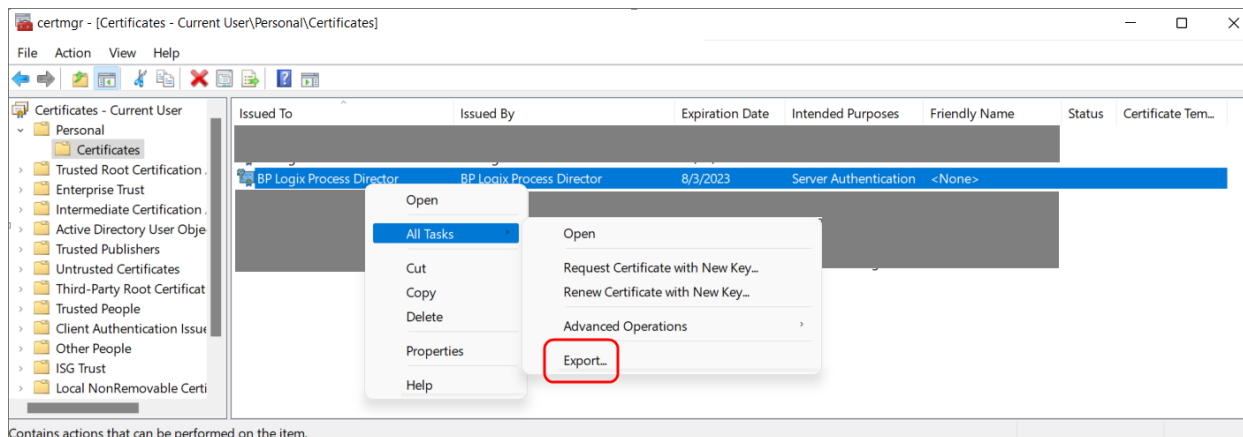 certmgr - [Certificates - Current User\Personal\Certificates]
File Action View Help
Certificates - Current User
Personal
Certificates
Trusted Root Certification
Enterprise Trust
Intermediate Certification
Active Directory User Obje
Trusted Publishers
Untrusted Certificates
Third-Party Root Certificat
Trusted People
Client Authentication Issue
Other People
ISG Trust
Local NonRemovable Certi
Issued To Issued By Expiration Date Intended Purposes Friendly Name Status Certificate Tem...
BP Logix Process Director BP Logix Process Director 8/3/2023 Server Authentication <None>
Open
All Tasks
Cut
Copy
Delete
Properties
Help
Open
Request Certificate with New Key...
Renew Certificate with New Key...
Advanced Operations
Export...
Contains actions that can be performed on the item.